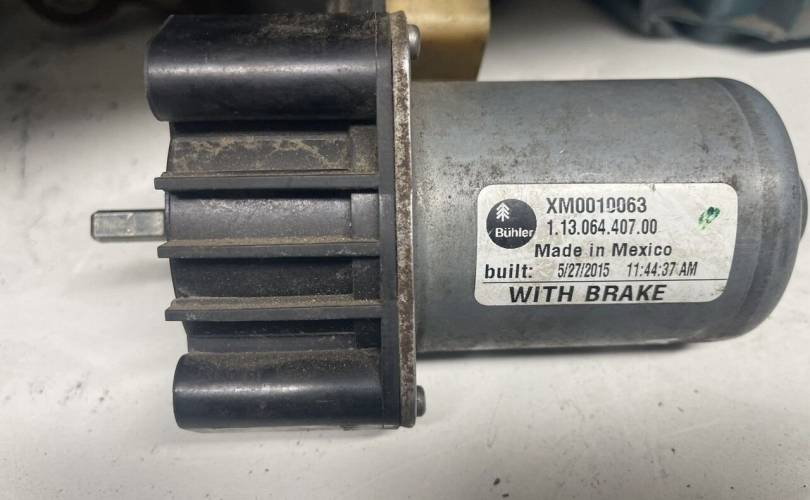 XM0010063
Bühler
1.13.064.407.00
Made in Mexico
built: 5/27/2015 11:44:37 AM
WITH BRAKE